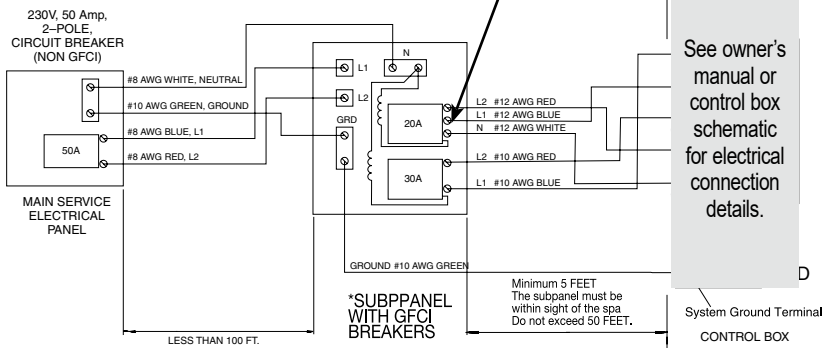 230V, 50 Amp,
2–POLE,
CIRCUIT BREAKER
(NON GFCI)
#8 AWG WHITE, NEUTRAL
#10 AWG GREEN, GROUND
#8 AWG BLUE, L1
50A
#8 AWG RED, L2
MAIN SERVICE
ELECTRICAL
PANEL
LESS THAN 100 FT.
N
L1
L2
GRD
20A
30A
L2 #12 AWG RED
L1 #12 AWG BLUE
N #12 AWG WHITE
L2 #10 AWG RED
L1 #10 AWG BLUE
GROUND #10 AWG GREEN
*SUBPPANEL
WITH GFCI
BREAKERS
Minimum 5 FEET
The subpanel must be
within sight of the spa
Do not exceed 50 FEET.
See owner's
manual or
control box
schematic
for electrical
connection
details.
D
System Ground Terminal
CONTROL BOX